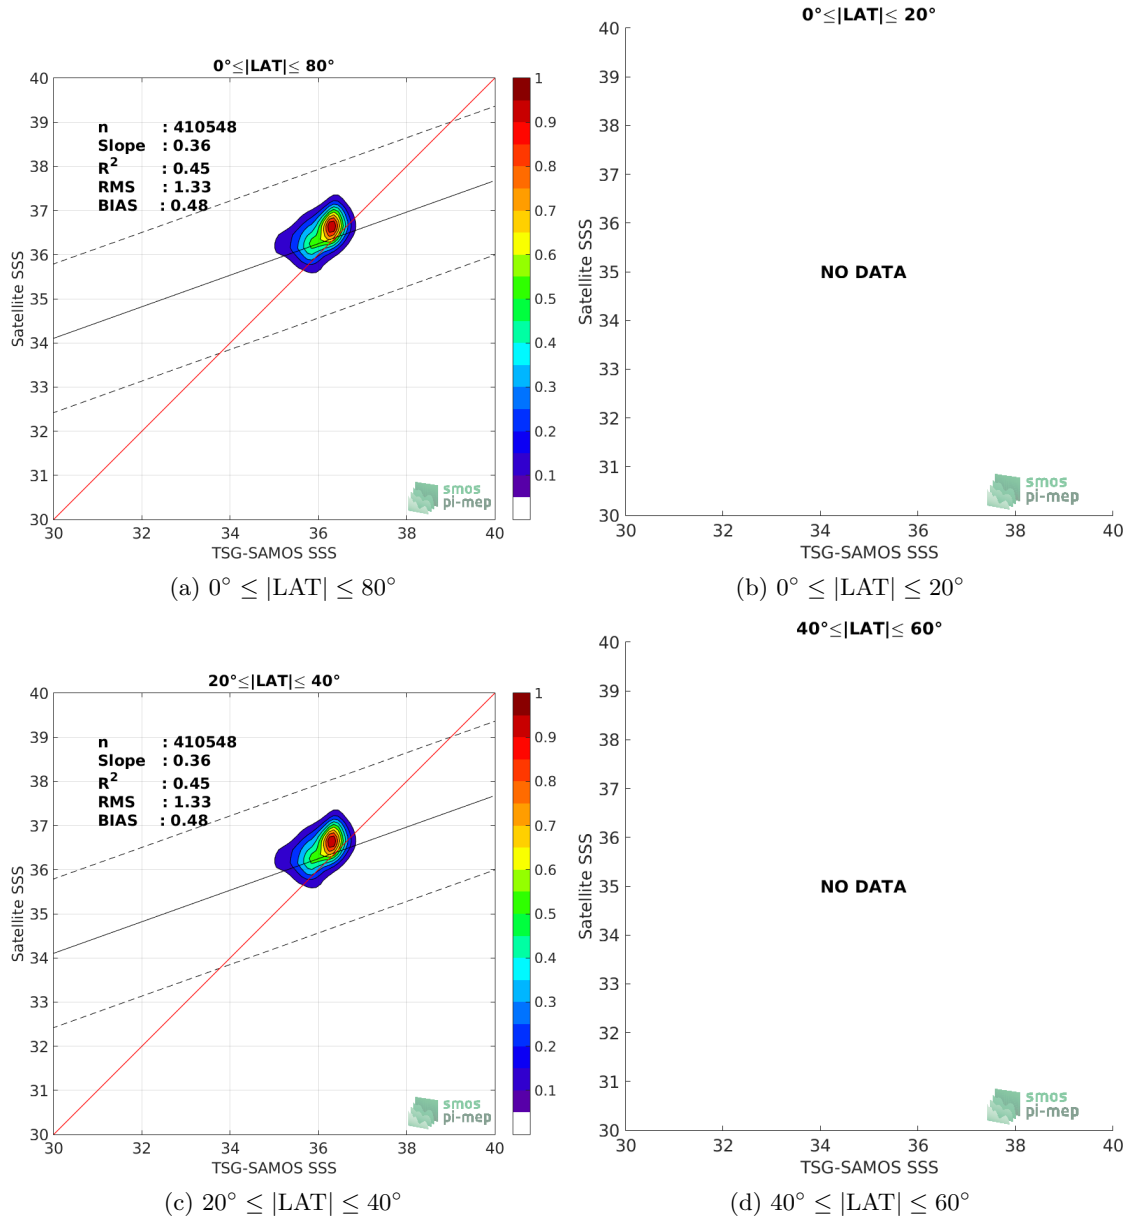 0°≤|LAT|≤ 80°
40
39
38
37
36
35
34
33
32
31
30
30
32
34
36
38
40
Satellite SSS
TSG-SAMOS SSS
n : 410548
Slope : 0.36
R² : 0.45
RMS : 1.33
BIAS : 0.48
1
0.9
0.8
0.7
0.6
0.5
0.4
0.3
0.2
0.1
smos
pi-mep
(a) 0° ≤ |LAT| ≤ 80°
0°≤|LAT|≤ 20°
40
39
38
37
36
35
34
33
32
31
30
30
32
34
36
38
40
Satellite SSS
TSG-SAMOS SSS
NO DATA
smos
pi-mep
(b) 0° ≤ |LAT| ≤ 20°
20°≤|LAT|≤ 40°
40
39
38
37
36
35
34
33
32
31
30
30
32
34
36
38
40
Satellite SSS
TSG-SAMOS SSS
n : 410548
Slope : 0.36
R² : 0.45
RMS : 1.33
BIAS : 0.48
1
0.9
0.8
0.7
0.6
0.5
0.4
0.3
0.2
0.1
smos
pi-mep
(c) 20° ≤ |LAT| ≤ 40°
40°≤|LAT|≤ 60°
40
39
38
37
36
35
34
33
32
31
30
30
32
34
36
38
40
Satellite SSS
TSG-SAMOS SSS
NO DATA
smos
pi-mep
(d) 40° ≤ |LAT| ≤ 60°